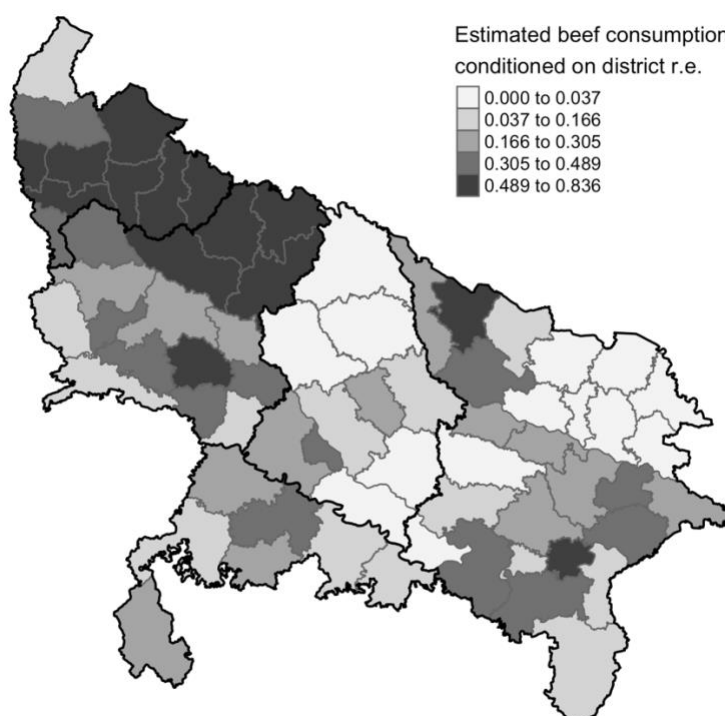 Estimated beef consumption
conditioned on district r.e.
0.000 to 0.037
0.037 to 0.166
0.166 to 0.305
0.305 to 0.489
0.489 to 0.836